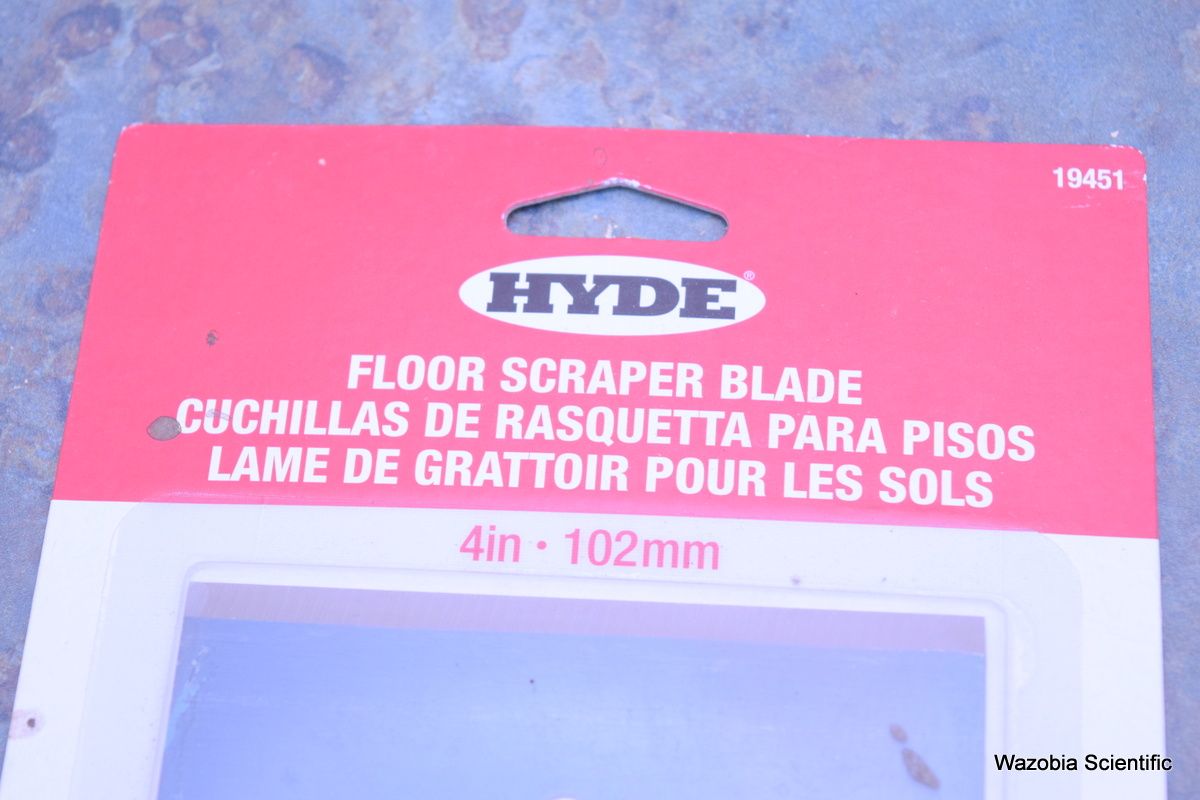 19451
HYDE®
FLOOR SCRAPER BLADE
CUCHILLAS DE RASQUETTA PARA PISOS
LAME DE GRATTOIR POUR LES SOLS
4in • 102mm
Wazobia Scientific